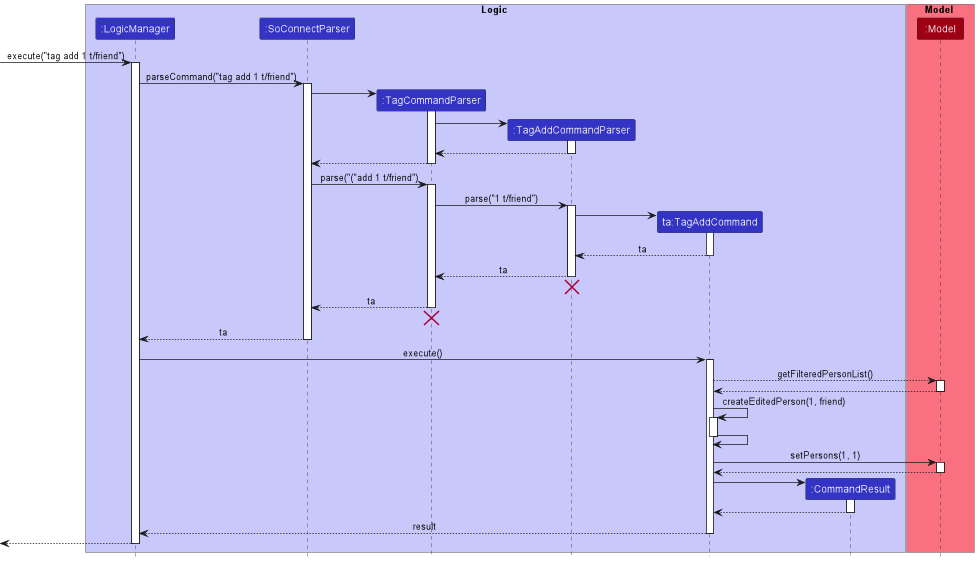 Logic
Model
:LogicManager
:SoConnectParser
:Model
execute("tag add 1 t/friend")
parseCommand("tag add 1 t/friend")
:TagCommandParser
:TagAddCommandParser
parse("("add 1 t/friend")
parse("1 t/friend")
ta:TagAddCommand
ta
ta
ta
ta
execute()
getFilteredPersonList()
createEditedPerson(1, friend)
setPersons(1, 1)
:CommandResult
result